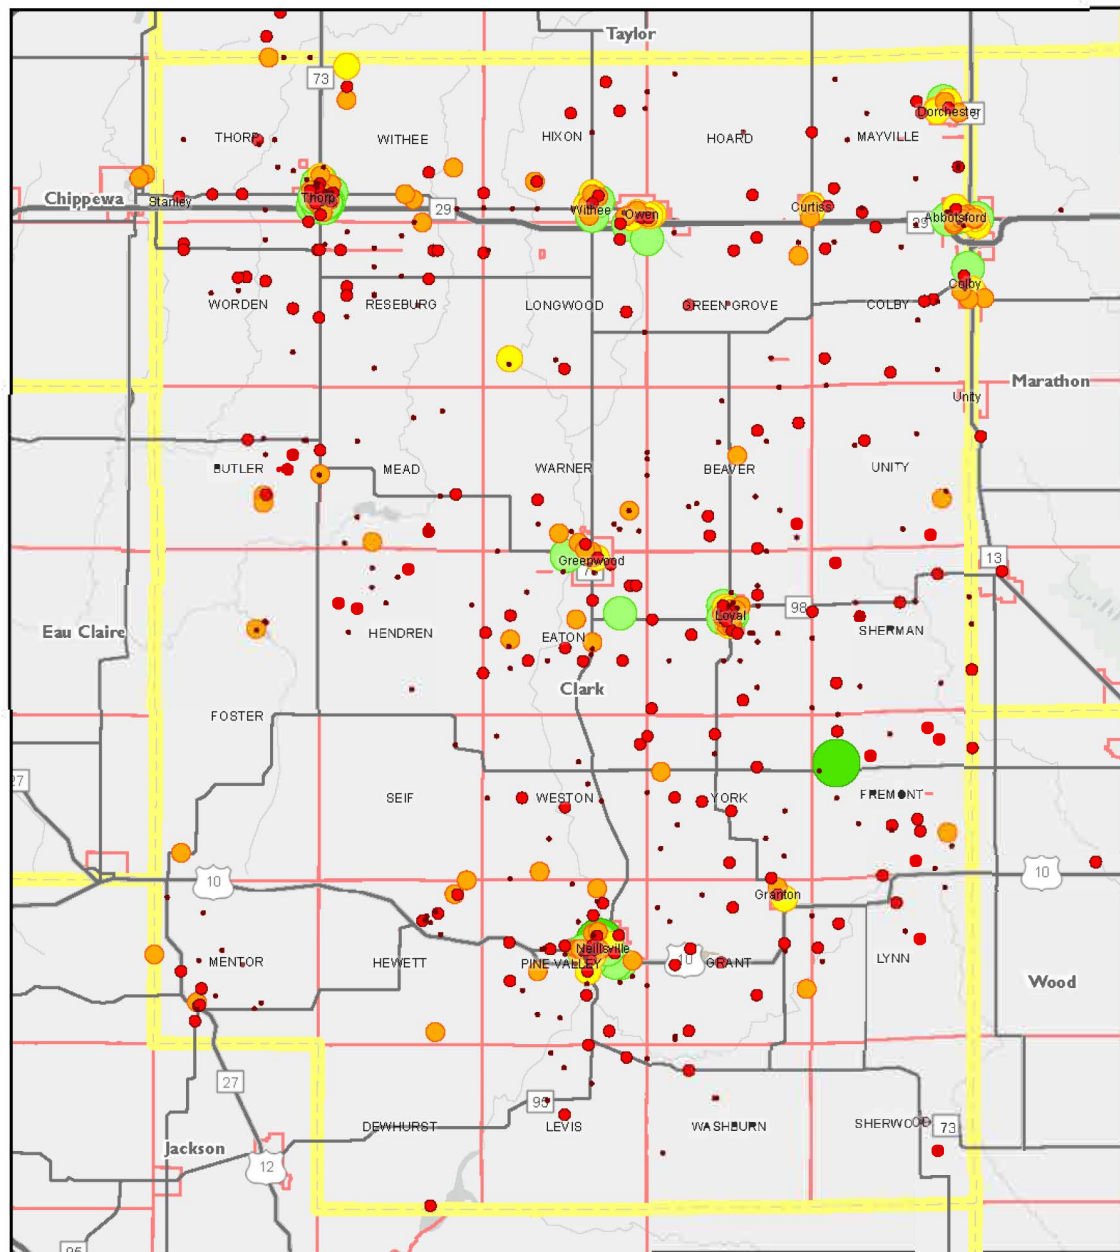 Taylor
73
THORP
WITHEE
HIXON
HOARD
MAYVILLE
Dorchester
Chippewa
Stanley
Thorp
29
Withee
Owen
Curtiss
29
Abbotsford
Colby
WORDEN
RESEBURG
LONGWOOD
GREEN GROVE
COLBY
Marathon
Unity
BUTLER
MEAD
WARNER
BEAVER
UNITY
Greenwood
13
Eau Claire
HENDREN
EATON
Loyal
98
SHERMAN
Clark
FOSTER
27
SEIF
WESTON
YORK
FREMONT
10
10
Granton
MENTOR
HEWETT
PINE VALLEY
Neillsville
10
GRANT
LYNN
Wood
27
95
DEWHURST
LEVIS
WASHBURN
SHERWOOD
73
Jackson
12
95